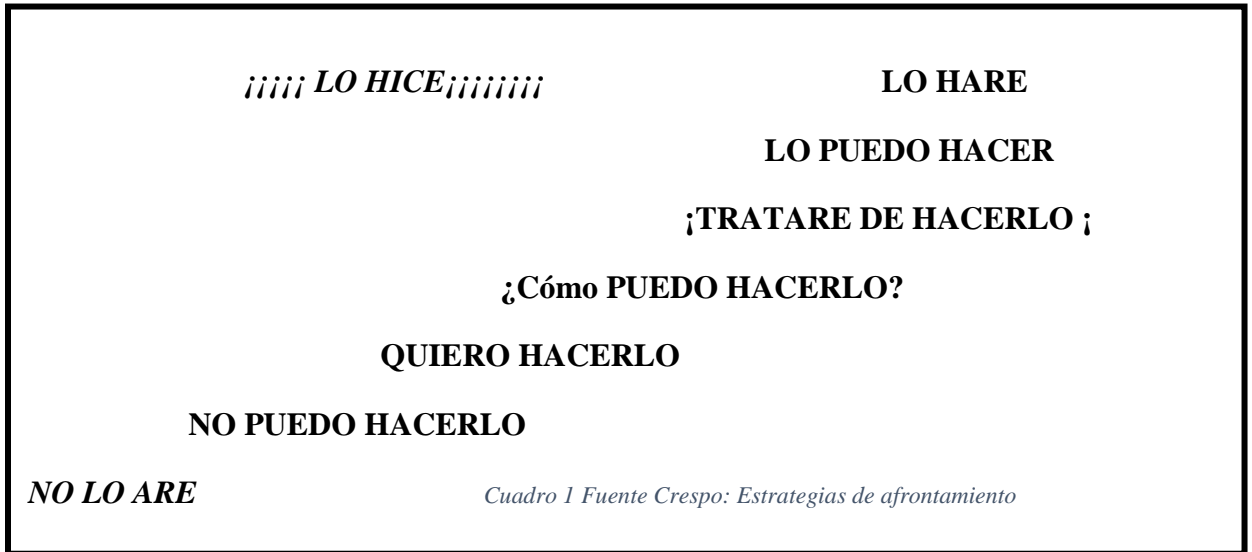 ¡¡¡¡¡ LO HICE¡¡¡¡¡¡¡¡ LO HARE
LO PUEDO HACER
¡TRATARE DE HACERLO ¡
¿Cómo PUEDO HACERLO?
QUIERO HACERLO
NO PUEDO HACERLO
NO LO ARE Cuadro 1 Fuente Crespo: Estrategias de afrontamiento